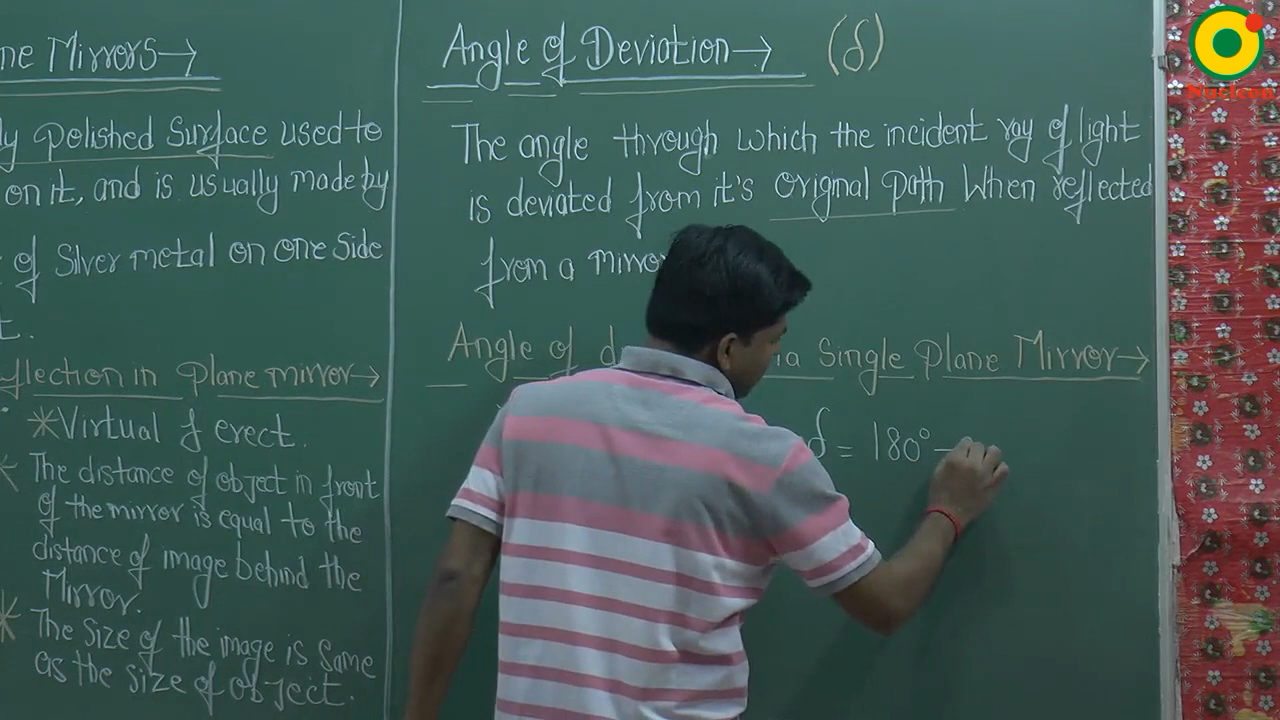 ne Mirrors→
ly polished Surface used to
on it, and is usually made by
of Silver metal on one Side
t.
flection in plane mirror→
*Virtual & erect.
* The distance of object in front
of the mirror is equal to the
distance of image behind the
Mirror.
* The Size of the image is Same
as the size of object.
Angle of Deviation→ (δ)
The angle through which the incident ray of light
is deviated from it's Original path When reflected
from a mirro
Angle of d ia Single Plane Mirror→
δ = 180° –
Nucleon